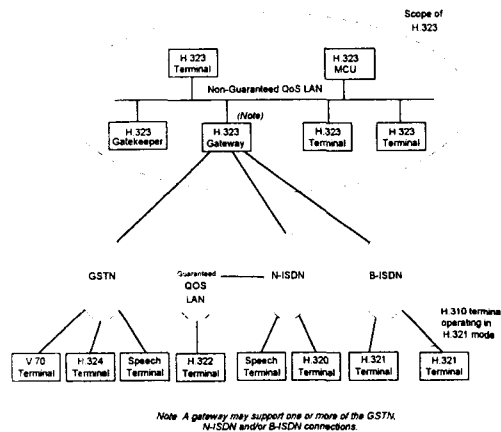 Scope of
H.323
H.323
Terminal
H.323
MCU
Non-Guaranteed QoS LAN
(Note)
H.323
Gatekeeper
H.323
Gateway
H.323
Terminal
H.323
Terminal
GSTN
Guaranteed
QOS
LAN
N-ISDN
B-ISDN
H.310 terminal
operating in
H.321 mode
V.70
Terminal
H.324
Terminal
Speech
Terminal
H.322
Terminal
Speech
Terminal
H.320
Terminal
H.321
Terminal
H.321
Terminal
Note A gateway may support one or more of the GSTN,
N-ISDN and/or B-ISDN connections.